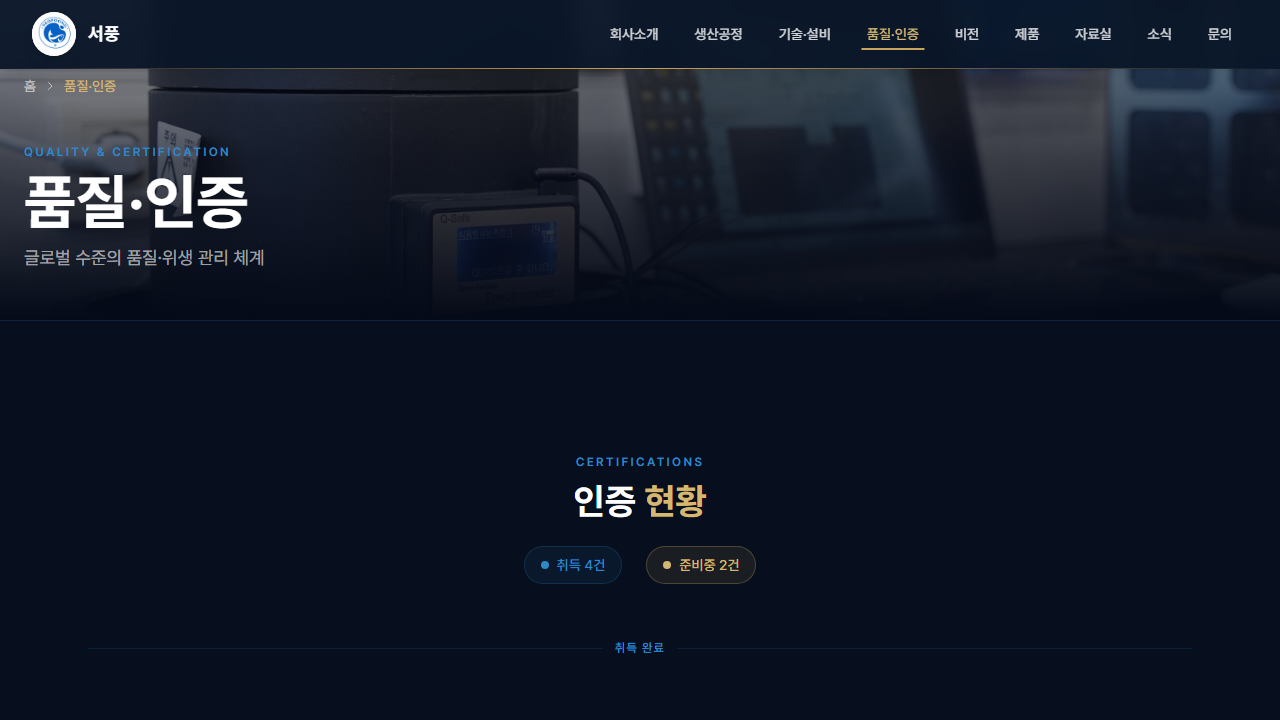 서풍
회사소개 생산공정 기술·설비 품질·인증 비전 제품 자료실 소식 문의
홈 > 품질·인증
QUALITY & CERTIFICATION
품질·인증
글로벌 수준의 품질·위생 관리 체계
Q-Safe
CERTIFICATIONS
인증 현황
취득 4건
준비중 2건
취득 완료